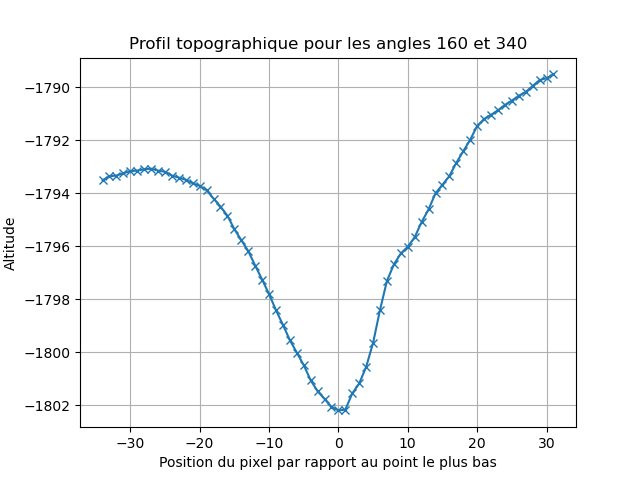 Profil topographique pour les angles 160 et 340
−1790
−1792
−1794
−1796
−1798
−1800
−1802
Altitude
−30 −20 −10 0 10 20 30
Position du pixel par rapport au point le plus bas